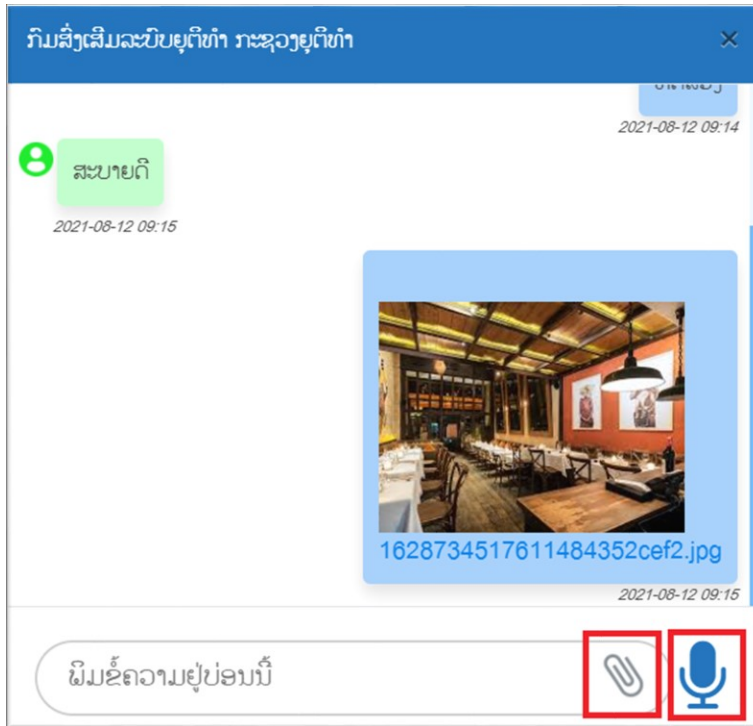 ກົມສົ່ງເສີມລະບົບຍຸຕິທຳ ກະຊວງຍຸຕິທຳ
2021-08-12 09:14
ສະບາຍດີ
2021-08-12 09:15
1628734517611484352cef2.jpg
2021-08-12 09:15
ພິມຂໍ້ຄວາມຢູ່ບ່ອນນີ້